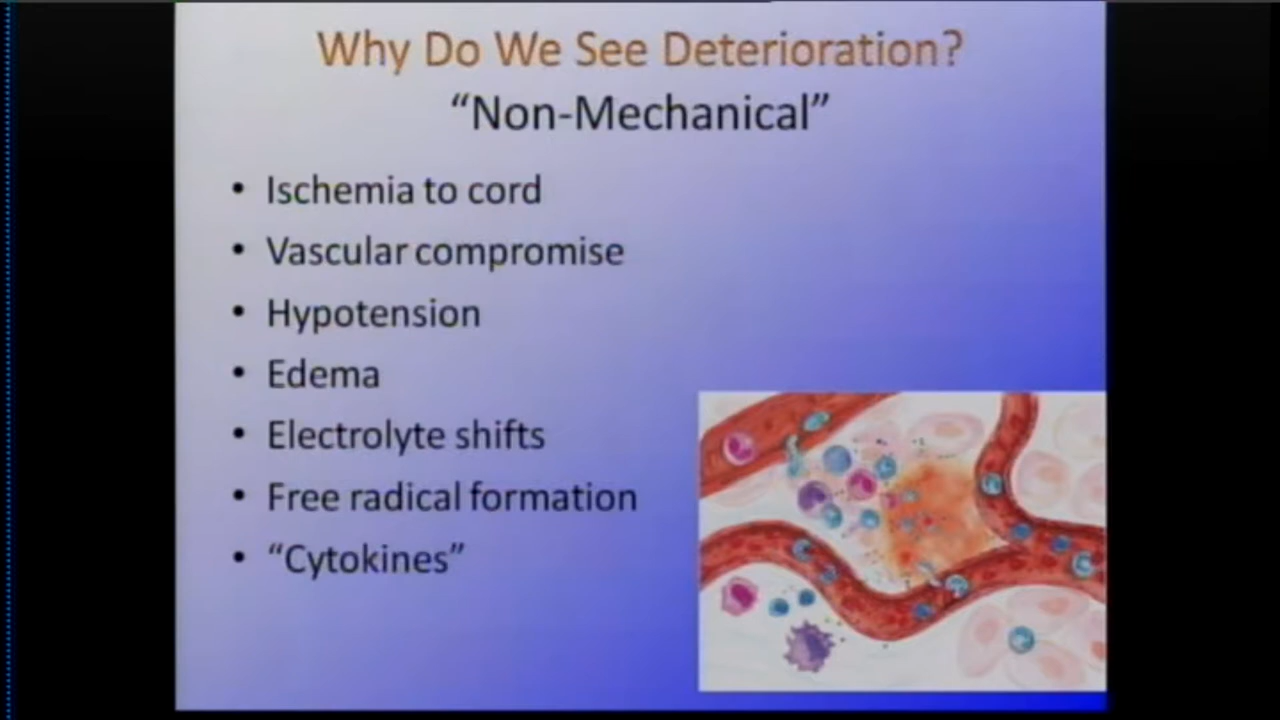 Why Do We See Deterioration?
“Non-Mechanical”
• Ischemia to cord
• Vascular compromise
• Hypotension
• Edema
• Electrolyte shifts
• Free radical formation
• “Cytokines”